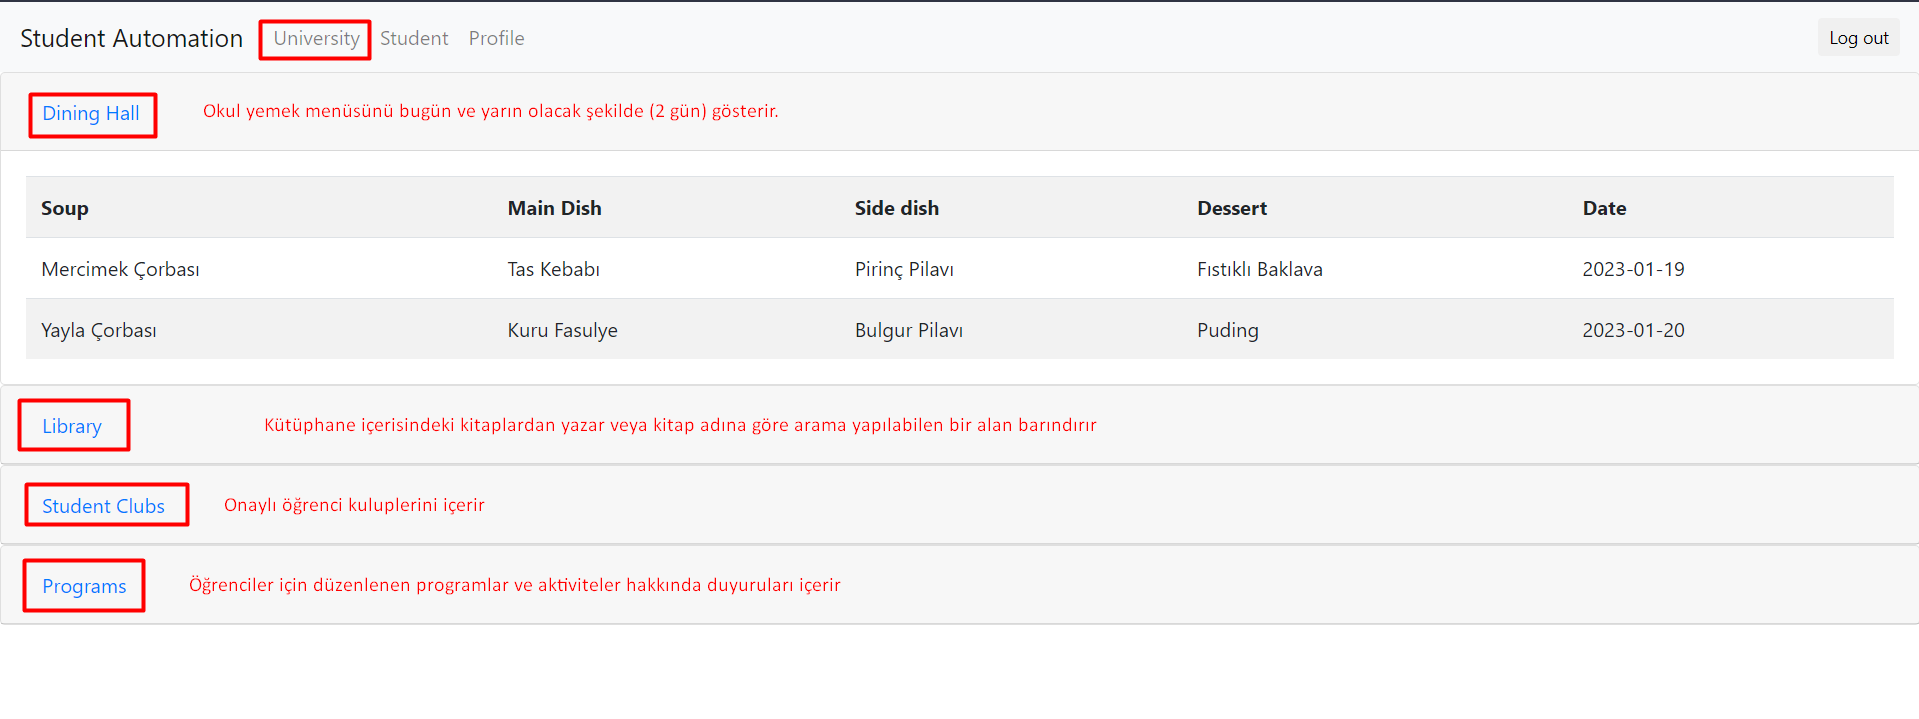 Student Automation University Student Profile Log out
Dining Hall Okul yemek menüsünü bugün ve yarın olacak şekilde (2 gün) gösterir.
Soup Main Dish Side dish Dessert Date
Mercimek Çorbası Tas Kebabı Pirinç Pilavı Fıstıklı Baklava 2023-01-19
Yayla Çorbası Kuru Fasulye Bulgur Pilavı Puding 2023-01-20
Library Kütüphane içerisindeki kitaplardan yazar veya kitap adına göre arama yapılabilen bir alan barındırır
Student Clubs Onaylı öğrenci kuluplerini içerir
Programs Öğrenciler için düzenlenen programlar ve aktiviteler hakkında duyuruları içerir